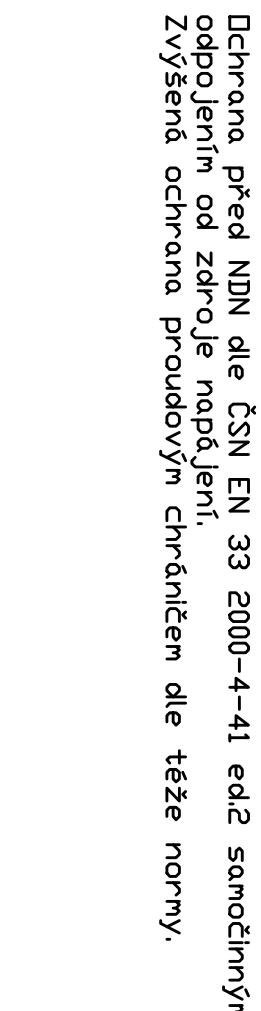 Ochrana před NDN dle ČSN EN 33 2000-4-41 ed.2 samočinným
odpojením od zdroje napájení.
Zvýšená ochrana proudovým chráničem dle téže normy.